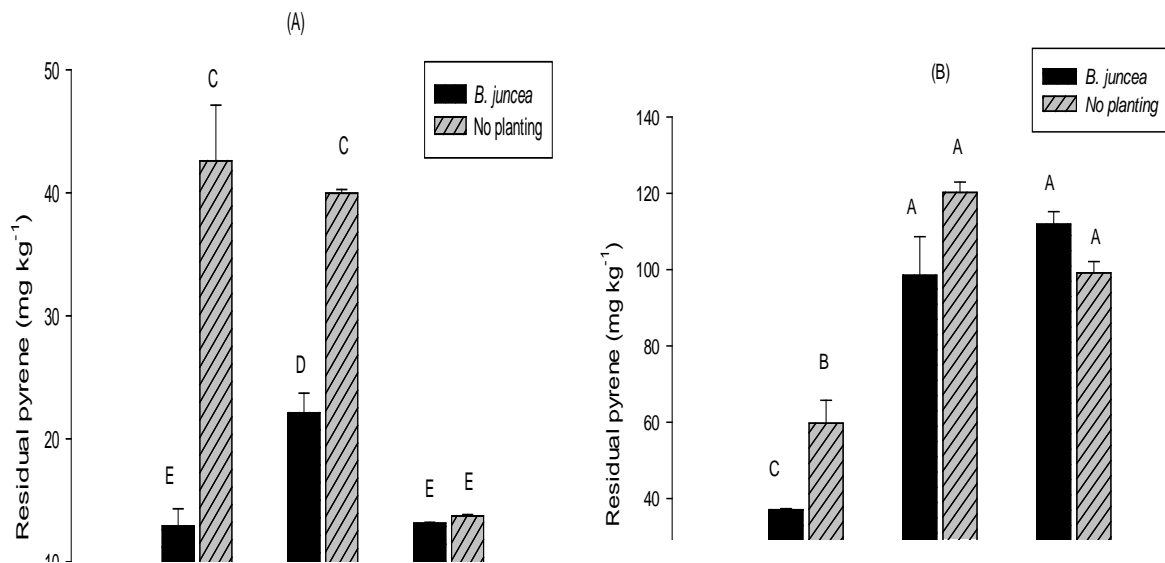 (A)
50
40
30
20
10
Residual pyrene (mg kg-1)
B. juncea
No planting
E
C
D
C
E
E
(B)
140
120
100
80
60
40
Residual pyrene (mg kg-1)
B. juncea
No planting
C
B
A
A
A
A